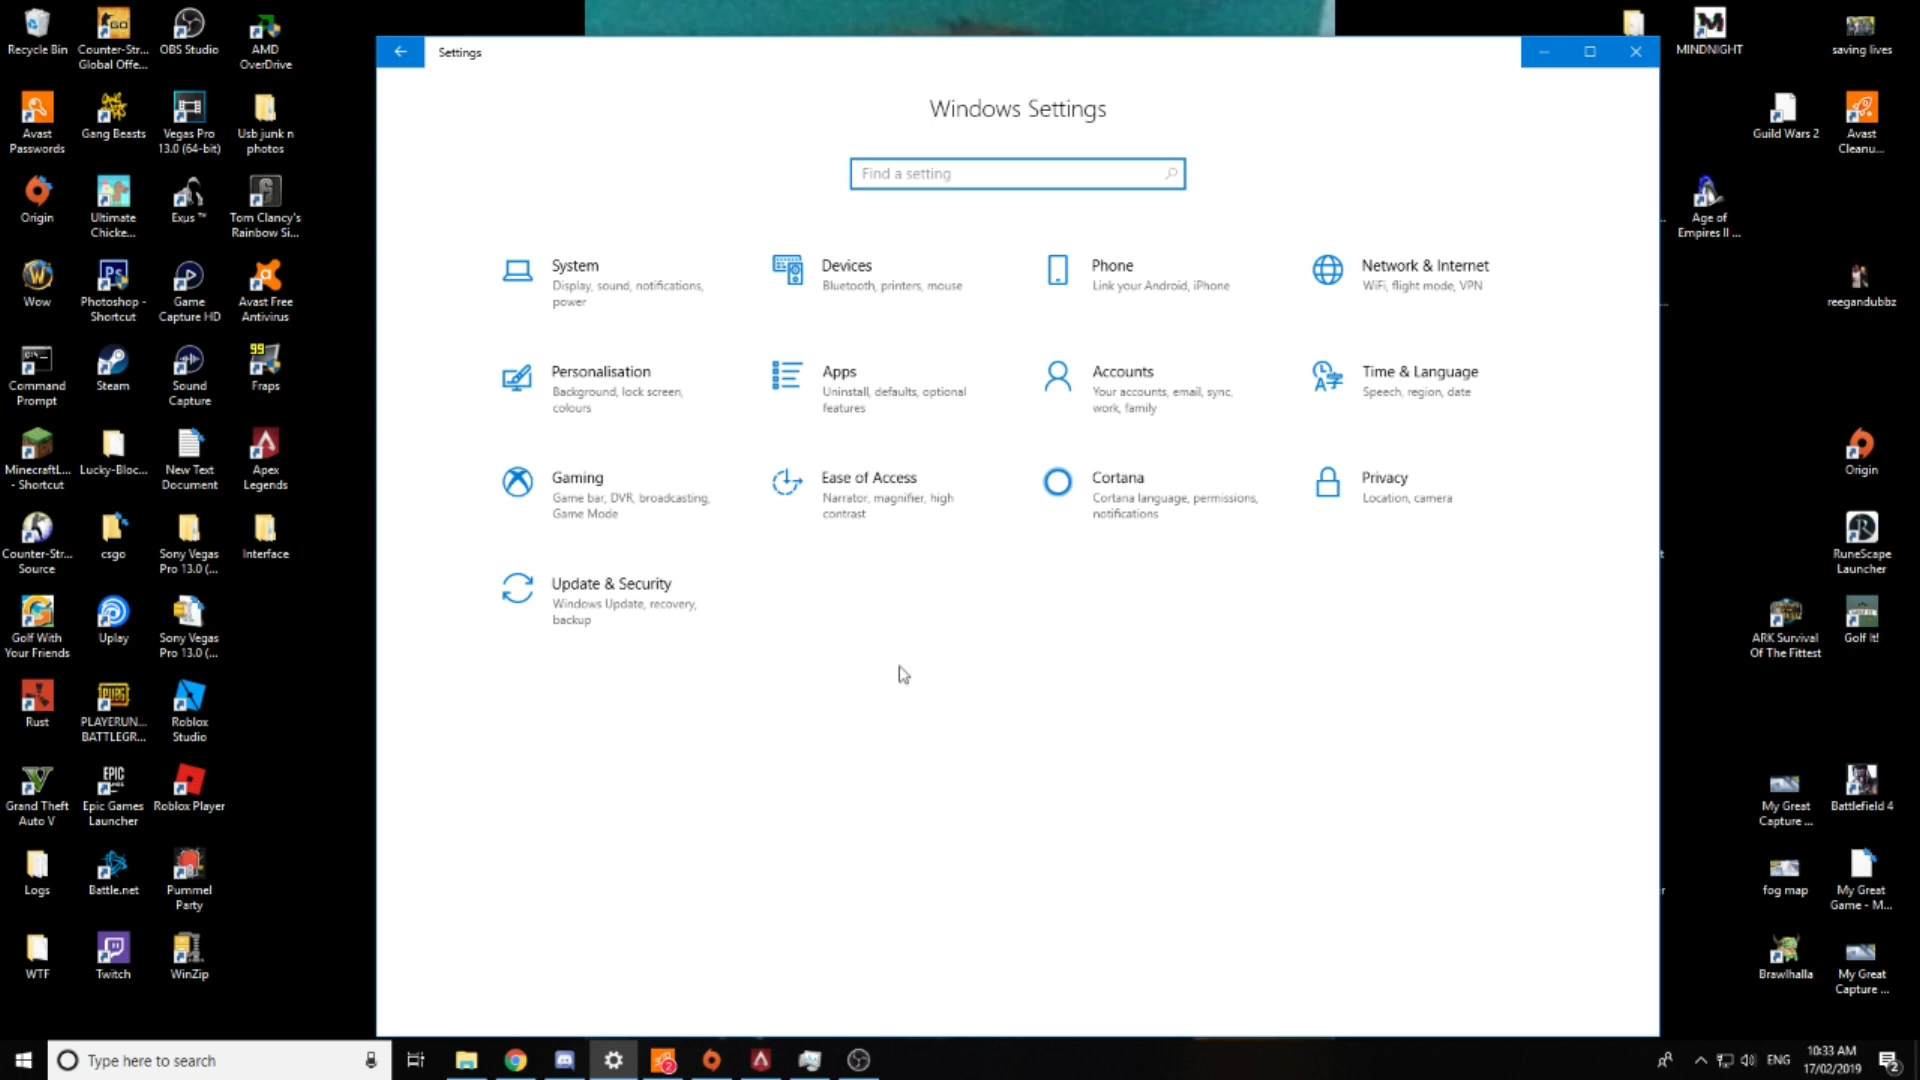 Recycle Bin
Counter-Str...
Global Offe...
OBS Studio
AMD
OverDrive
Avast
Passwords
Gang Beasts
Vegas Pro
13.0 (64-bit)
Usb junk n
photos
Origin
Ultimate
Chicke...
Exus ™
Tom Clancy's
Rainbow Si...
Wow
Photoshop -
Shortcut
Game
Capture HD
Avast Free
Antivirus
Command
Prompt
Steam
Sound
Capture
Fraps
MinecraftL...
- Shortcut
Lucky-Bloc...
New Text
Document
Apex
Legends
Counter-Str...
Source
csgo
Sony Vegas
Pro 13.0 (...
Interface
Golf With
Your Friends
Uplay
Sony Vegas
Pro 13.0 (...
Rust
PLAYERUN...
BATTLEGR...
Roblox
Studio
Grand Theft
Auto V
Epic Games
Launcher
Roblox Player
Logs
Battle.net
Pummel
Party
WTF
Twitch
WinZip
Settings
Windows Settings
Find a setting
System
Display, sound, notifications,
power
Devices
Bluetooth, printers, mouse
Phone
Link your Android, iPhone
Network & Internet
WiFi, flight mode, VPN
Personalisation
Background, lock screen,
colours
Apps
Uninstall, defaults, optional
features
Accounts
Your accounts, email, sync,
work, family
Time & Language
Speech, region, date
Gaming
Game bar, DVR, broadcasting,
Game Mode
Ease of Access
Narrator, magnifier, high
contrast
Cortana
Cortana language, permissions,
notifications
Privacy
Location, camera
Update & Security
Windows Update, recovery,
backup
MINDNIGHT
saving lives
Guild Wars 2
Avast
Cleanu...
Age of
Empires II ...
reegandubbz
Origin
RuneScape
Launcher
ARK Survival
Of The Fittest
Golf It!
My Great
Capture ...
Battlefield 4
fog map
My Great
Game - M...
Brawlhalla
My Great
Capture ...
Type here to search
ENG
10:33 AM
17/02/2019